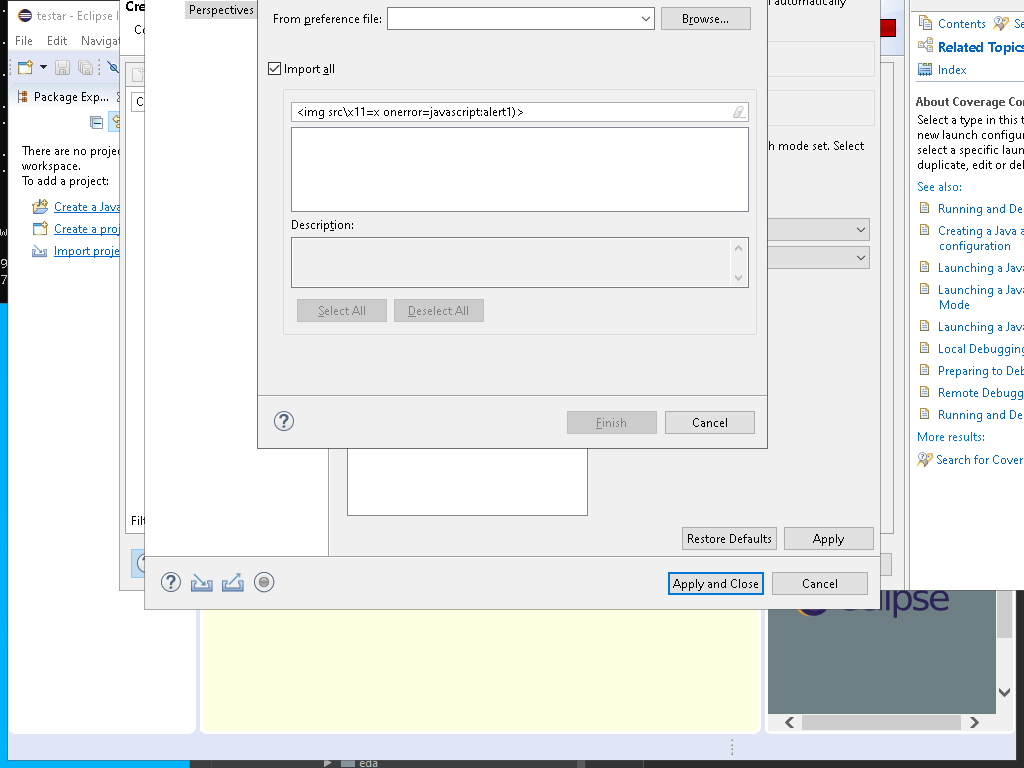 testar - Eclipse I
File Edit Navigat
Package Exp...
There are no projec
workspace.
To add a project:
Create a Java
Create a proj
Import proje
Cre
Perspectives
From preference file:
Browse...
Import all
<img src\x11=x onerror=javascript:alert1)>
Description:
Select All
Deselect All
Finish
Cancel
automatically
h mode set. Select
Filt
Restore Defaults
Apply
Apply and Close
Cancel
Contents
Se
Related Topics
Index
About Coverage Con
Select a type in this t
new launch configur
select a specific laun
duplicate, edit or del
See also:
Running and De
Creating a Java a
configuration
Launching a Java
Launching a Java
Mode
Launching a Java
Local Debugging
Preparing to Deb
Remote Debugg
Running and De
More results:
Search for Cover
eclipse
eda